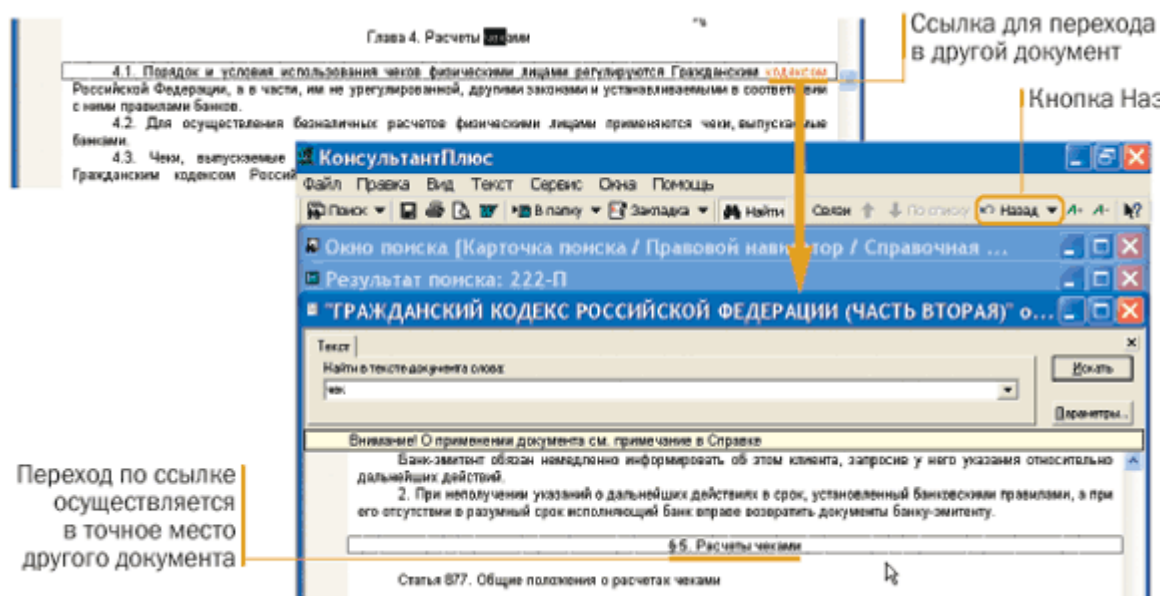 Ссылка для перехода
в другой документ
Глава 4. Расчеты чеками
4.1. Порядок и условия использования чеков физическими лицами регулируются Гражданским кодексом
Российской Федерации, а в части, им не урегулированной, другими законами и устанавливаемыми в соответствии
с ними правилами банков.
Кнопка Наз
4.2. Для осуществления безналичных расчетов физическими лицами применяются чеки, выпускаемые
банками.
4.3. Чеки, выпускаемые
Гражданским кодексом Россий
КонсультантПлюс
Файл Правка Вид Текст Сервис Окна Помощь
Поиск В папку Закладка Найти Связи По списку Назад А+ А-
Окно поиска [Карточка поиска / Правовой навигатор / Справочная ...
Результат поиска: 222-П
"ГРАЖДАНСКИЙ КОДЕКС РОССИЙСКОЙ ФЕДЕРАЦИИ (ЧАСТЬ ВТОРАЯ)" о...
Текст
Найти в тексте документа слова:
Искать
чек
Параметры...
Внимание! О применении документа см. примечание в Справке
Банк-эмитент обязан немедленно информировать об этом клиента, запросив у него указания относительно
дальнейших действий.
2. При неполучении указаний о дальнейших действиях в срок, установленный банковскими правилами, а при
его отсутствии в разумный срок исполняющий банк вправе возвратить документы банку-эмитенту.
§ 5. Расчеты чеками
Статья 877. Общие положения о расчетах чеками
Переход по ссылке
осуществляется
в точное место
другого документа